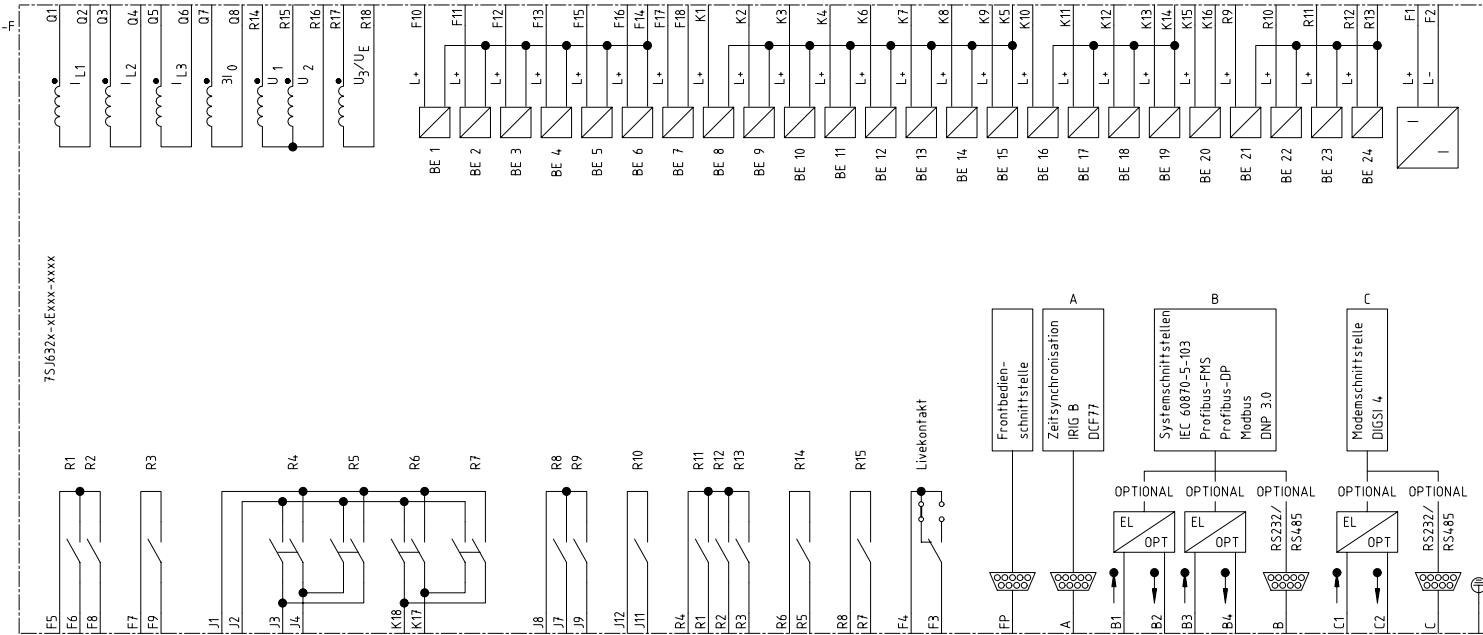 -F
Q1 Q2 Q3 Q4 Q5 Q6 Q7 Q8 R14 R15 R16 R17 R18
F10 F11 F12 F13 F15 F16 F14 F17 F18 K1 K2 K3 K4 K6 K7 K8 K9 K5 K10 K11 K12 K13 K14 K15 K16 R9 R10 R11 R12 R13 F1 F2
IL1 IL2 IL3 3I0 U1 U2 U3/UE
L+ L+ L+ L+ L+ L+ L+ L+ L+ L+ L+ L+ L+ L+ L+ L+ L+ L+ L+ L+ L+ L+ L+ L+ L+ L-
BE 1
BE 2
BE 3
BE 4
BE 5
BE 6
BE 7
BE 8
BE 9
BE 10
BE 11
BE 12
BE 13
BE 14
BE 15
BE 16
BE 17
BE 18
BE 19
BE 20
BE 21
BE 22
BE 23
BE 24
7SJ632x-xExxx-xxxx
R1 R2 R3 R4 R5 R6 R7 R8 R9 R10 R11 R12 R13 R14 R15
Livekontakt
Frontbedien-
schnittstelle
A
Zeitsynchronisation
IRIG B
DCF77
B
Systemschnittstellen
IEC 60870-5-103
Profibus-FMS
Profibus-DP
Modbus
DNP 3.0
C
Modemschnittstelle
DIGSI 4
OPTIONAL OPTIONAL OPTIONAL OPTIONAL OPTIONAL
EL OPT
EL OPT
RS232/
RS485
EL OPT
RS232/
RS485
F5 F6 F8 F7 F9 J1 J2 J3 J4 K18 K17 J8 J7 J9 J12 J11 R4 R1 R2 R3 R6 R5 R8 R7 F4 F3 FP A B1 B2 B3 B4 B C1 C2 C